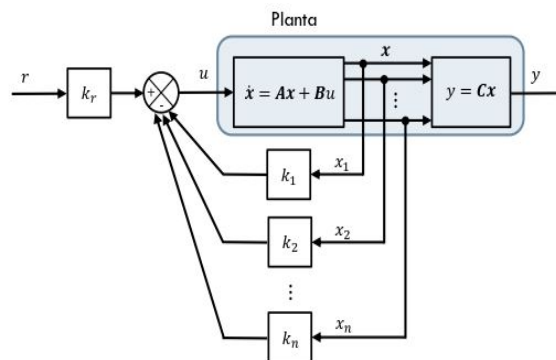 Planta
r
k_r
+
-
u
ẋ = Ax + Bu
x
⋮
y = Cx
y
k_1
x_1
k_2
x_2
⋮
k_n
x_n